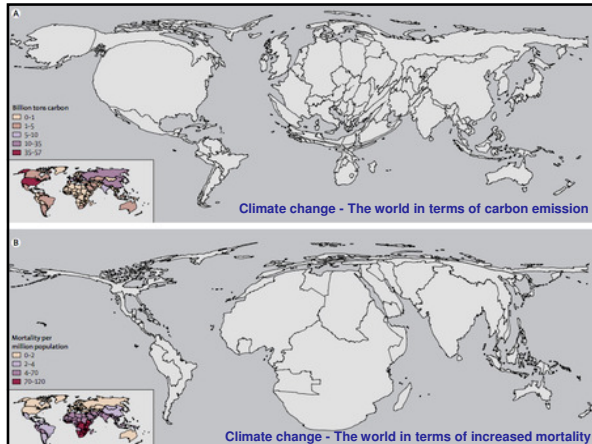 A
Billion tons carbon
0-1
1-5
5-10
10-35
35-57
Climate change - The world in terms of carbon emission
B
Mortality per
million population
0-2
2-4
4-70
70-120
Climate change - The world in terms of increased mortality